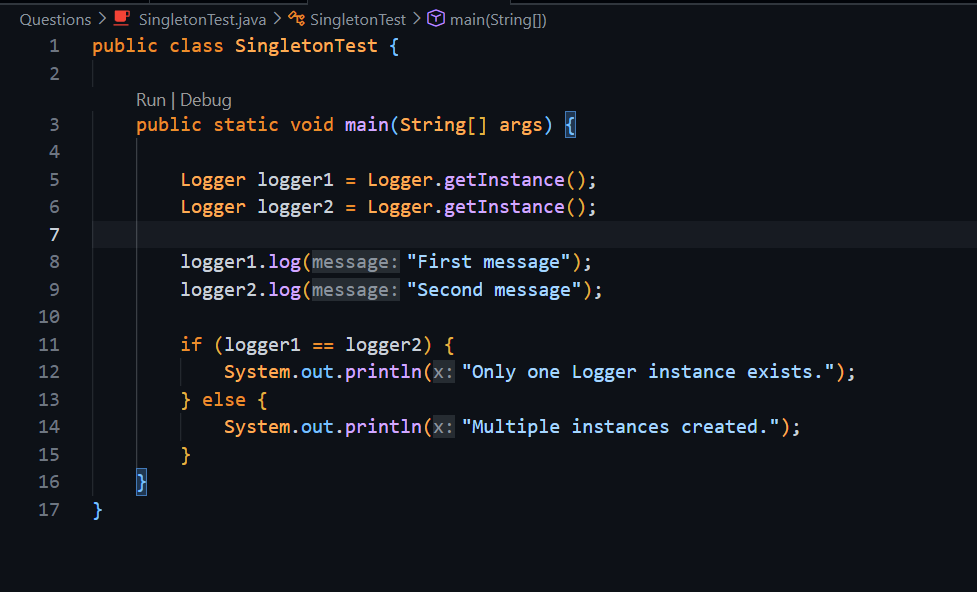 Questions > SingletonTest.java > SingletonTest > main(String[])
1 public class SingletonTest {
2
Run | Debug
3 public static void main(String[] args) {
4
5 Logger logger1 = Logger.getInstance();
6 Logger logger2 = Logger.getInstance();
7
8 logger1.log(message: "First message");
9 logger2.log(message: "Second message");
10
11 if (logger1 == logger2) {
12 System.out.println(x: "Only one Logger instance exists.");
13 } else {
14 System.out.println(x: "Multiple instances created.");
15 }
16 }
17 }